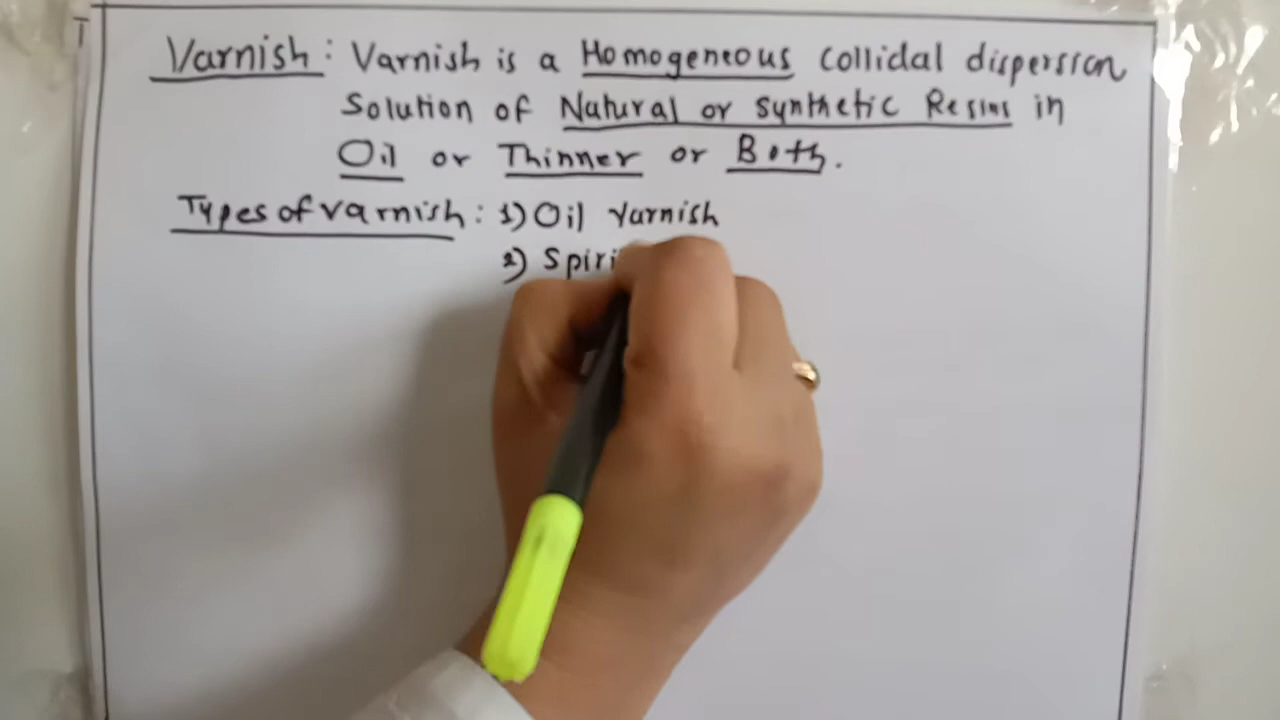 Varnish : Varnish is a Homogeneous collidal dispersion
Solution of Natural or synthetic Resins in
Oil or Thinner or Both.
Types of varnish : 1) Oil Varnish
2) Spiri